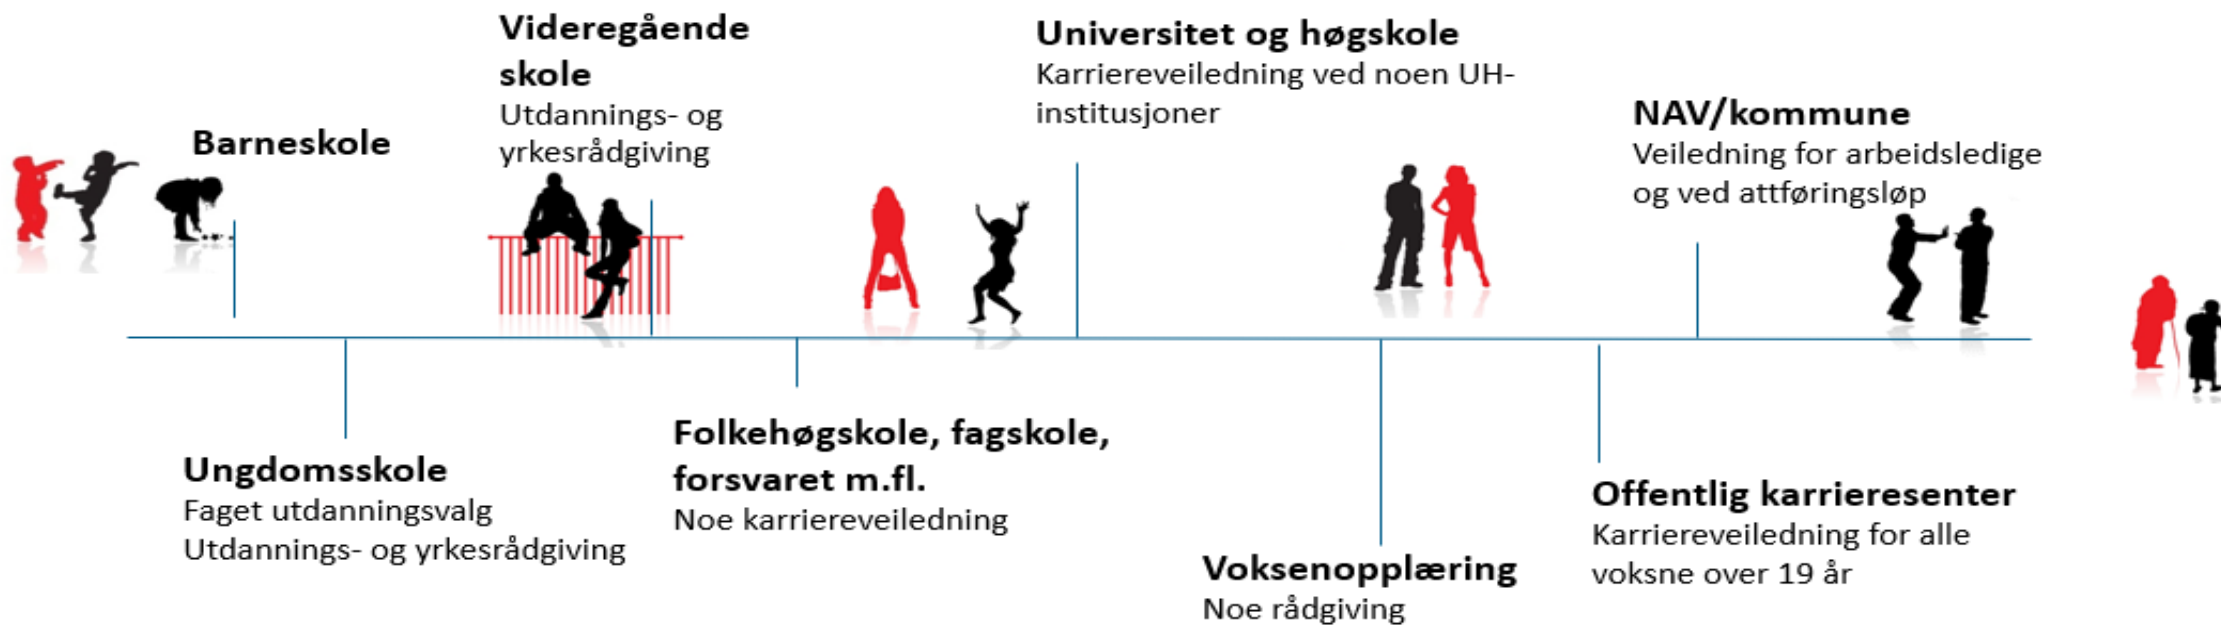 Barneskole
Ungdomsskole
Faget utdanningsvalg
Utdannings- og yrkesrådgiving
Videregående
skole
Utdannings- og
yrkesrådgiving
Folkehøgskole, fagskole,
forsvaret m.fl.
Noe karriereveiledning
Universitet og høgskole
Karriereveiledning ved noen UH-
institusjoner
Voksenopplæring
Noe rådgiving
Offentlig karrieresenter
Karriereveiledning for alle
voksne over 19 år
NAV/kommune
Veiledning for arbeidsledige
og ved attføringsløp